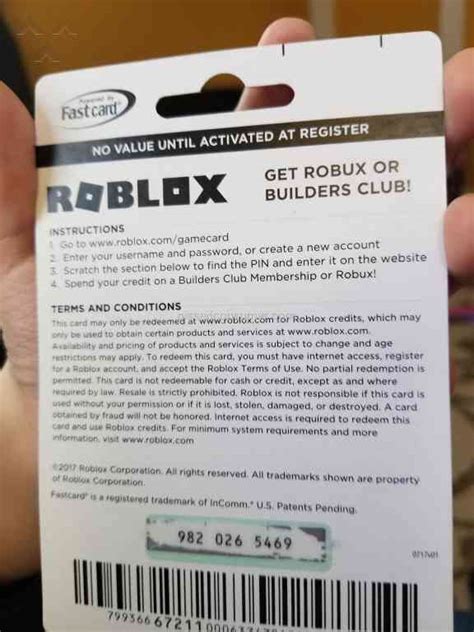 Powered by
Fastcard®
NO VALUE UNTIL ACTIVATED AT REGISTER
ROBLOX
GET ROBUX OR
BUILDERS CLUB!
INSTRUCTIONS
1. Go to www.roblox.com/gamecard
2. Enter your username and password, or create a new account
3. Scratch the section below to find the PIN and enter it on the website
4. Spend your credit on a Builders Club Membership or Robux!
TERMS AND CONDITIONS
This card may only be redeemed at www.roblox.com for Roblox credits, which may
only be used to obtain certain products and services at www.roblox.com.
Availability and pricing of products and services is subject to change and age
restrictions may apply. To redeem this card, you must have internet access, register
for a Roblox account, and accept the Roblox Terms of Use. No partial redemption is
permitted. This card is not redeemable for cash or credit, except as and where
required by law. Resale is strictly prohibited. Roblox is not responsible if this card is
used without your permission or if it is lost, stolen, damaged, or destroyed. A card
obtained by fraud will not be honored. Internet access is required to redeem this
card and use Roblox credits. For minimum system requirements and more
information, visit www.roblox.com
©2017 Roblox Corporation. All rights reserved. All trademarks shown are property
of Roblox Corporation.
Fastcard® is a registered trademark of InComm.® U.S. Patents Pending.
982 026 5469
0717v01
799366 67211